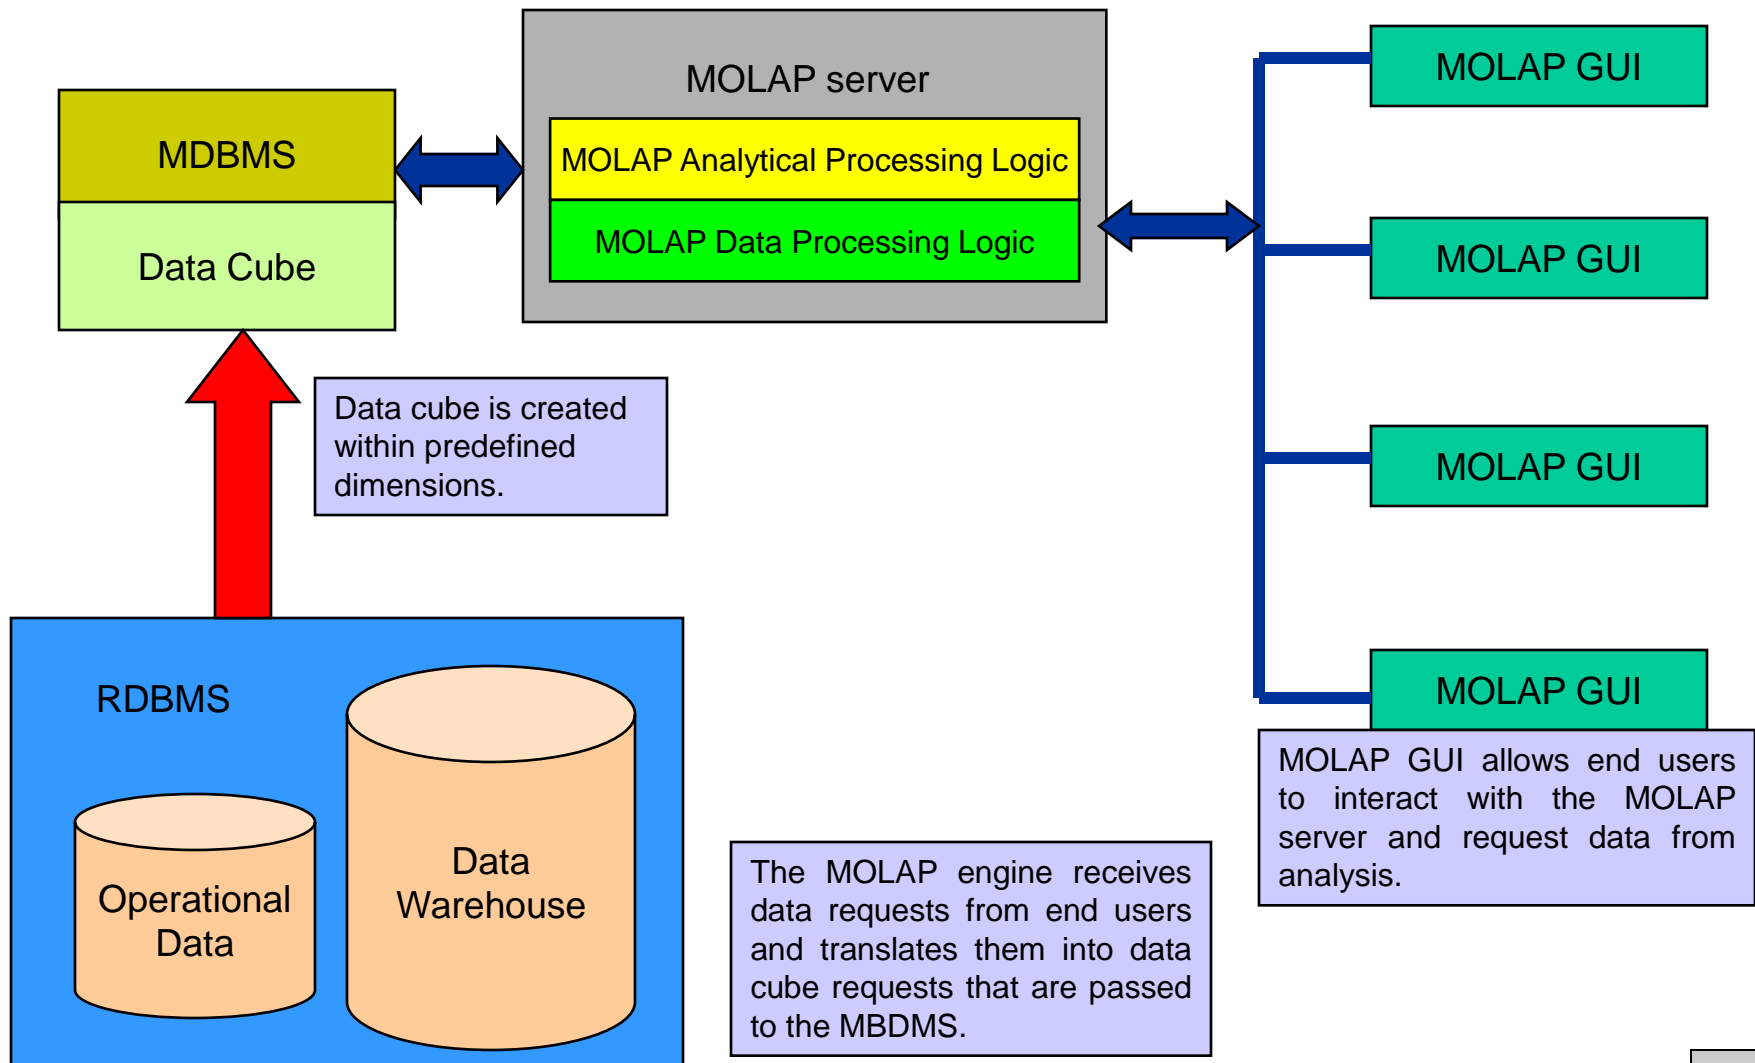 MOLAP server
MOLAP Analytical Processing Logic
MOLAP Data Processing Logic
MDBMS
Data Cube
MOLAP GUI
MOLAP GUI
MOLAP GUI
MOLAP GUI
Data cube is created
within predefined
dimensions.
RDBMS
Operational
Data
Data
Warehouse
The MOLAP engine receives
data requests from end users
and translates them into data
cube requests that are passed
to the MBDMS.
MOLAP GUI allows end users
to interact with the MOLAP
server and request data from
analysis.